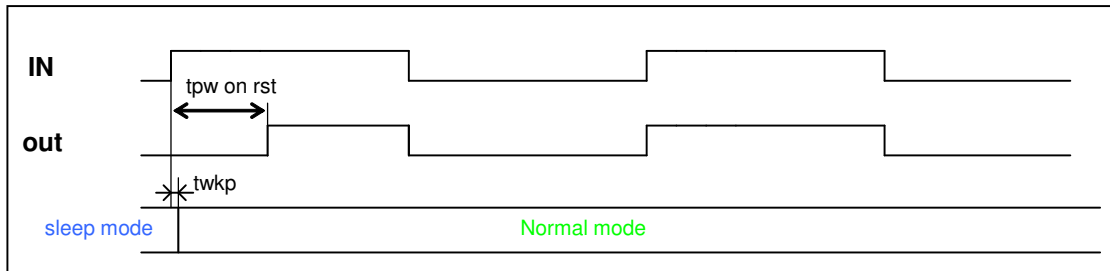 IN
tpw on rst
out
twkp
sleep mode
Normal mode